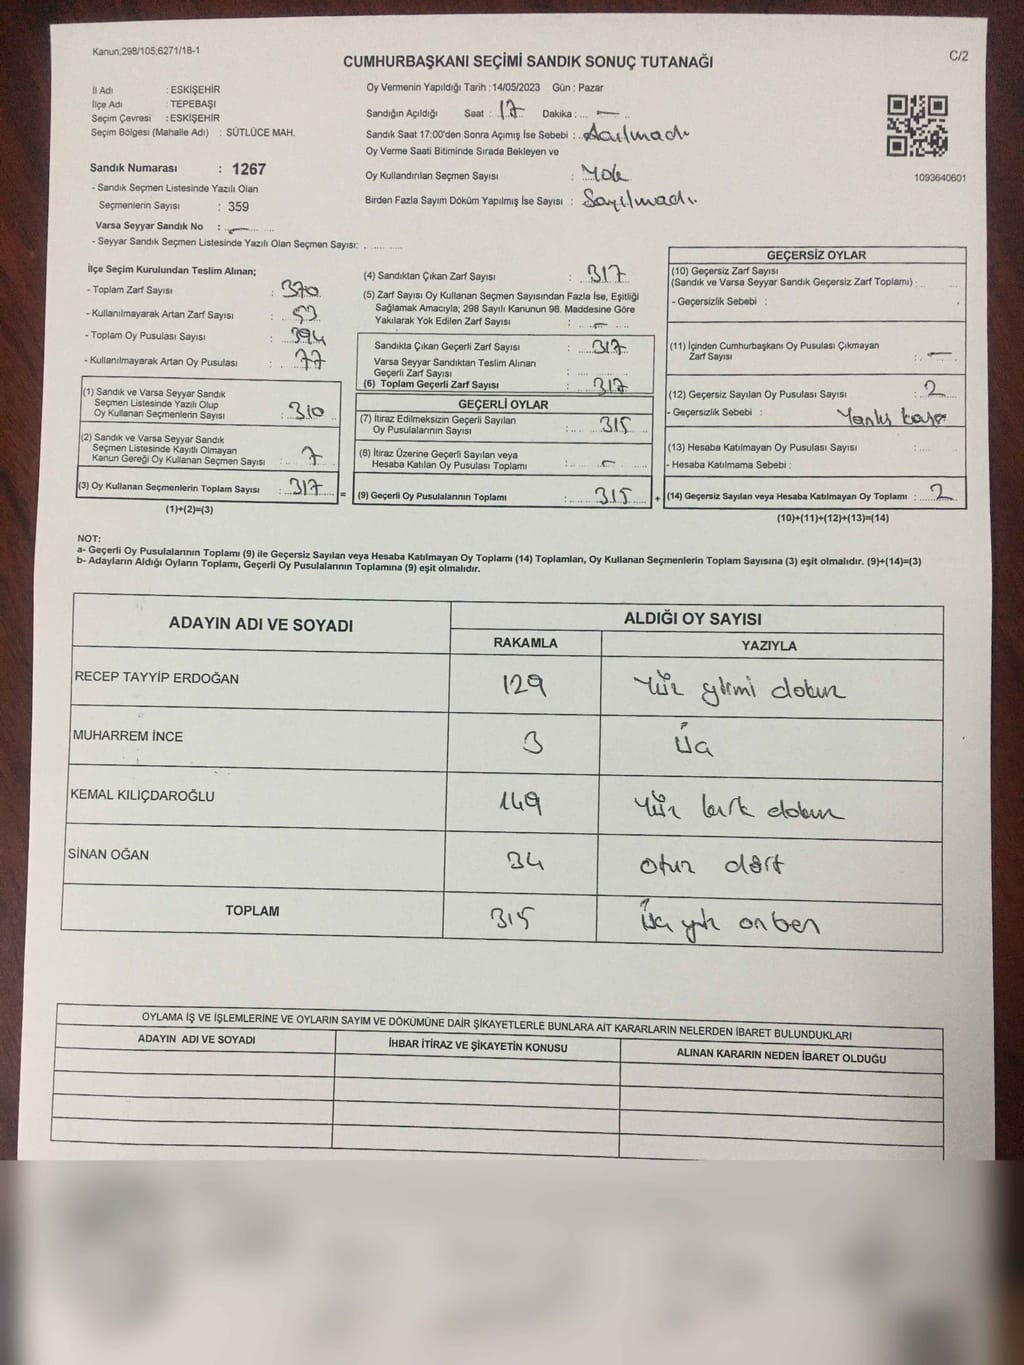 Kanun;298/105;6271/18-1
C/2
CUMHURBAŞKANI SEÇİMİ SANDIK SONUÇ TUTANAĞI
İl Adı : ESKİŞEHİR
İlçe Adı : TEPEBAŞI
Seçim Çevresi : ESKİŞEHİR
Seçim Bölgesi (Mahalle Adı) : SÜTLÜCE MAH.
Oy Vermenin Yapıldığı Tarih :14/05/2023 Gün : Pazar
Sandığın Açıldığı Saat : 17 Dakika : —
Sandık Saat 17:00'den Sonra Açımış İse Sebebi : Açılmadı
Oy Verme Saati Bitiminde Sırada Bekleyen ve
Oy Kullandırılan Seçmen Sayısı : Yok
Birden Fazla Sayım Döküm Yapılmış İse Sayısı : Sayılmadı.
1093640601
Sandık Numarası : 1267
- Sandık Seçmen Listesinde Yazılı Olan
Seçmenlerin Sayısı : 359
Varsa Seyyar Sandık No : —
- Seyyar Sandık Seçmen Listesinde Yazılı Olan Seçmen Sayısı:
İlçe Seçim Kurulundan Teslim Alınan;
- Toplam Zarf Sayısı : 370
- Kullanılmayarak Artan Zarf Sayısı : 53
- Toplam Oy Pusulası Sayısı : 394
- Kullanılmayarak Artan Oy Pusulası : 77
(1) Sandık ve Varsa Seyyar Sandık
Seçmen Listesinde Yazılı Olup
Oy Kullanan Seçmenlerin Sayısı : 310
(2) Sandık ve Varsa Seyyar Sandık
Seçmen Listesinde Kayıtlı Olmayan
Kanun Gereği Oy Kullanan Seçmen Sayısı : 7
(3) Oy Kullanan Seçmenlerin Toplam Sayısı : 317 =
(1)+(2)=(3)
(4) Sandıktan Çıkan Zarf Sayısı : 317
(5) Zarf Sayısı Oy Kullanan Seçmen Sayısından Fazla İse, Eşitliği
Sağlamak Amacıyla; 298 Sayılı Kanunun 98. Maddesine Göre
Yakılarak Yok Edilen Zarf Sayısı : —
Sandıkta Çıkan Geçerli Zarf Sayısı : 317
Varsa Seyyar Sandıktan Teslim Alınan
Geçerli Zarf Sayısı :
(6) Toplam Geçerli Zarf Sayısı : 317
GEÇERLİ OYLAR
(7) İtiraz Edilmeksizin Geçerli Sayılan
Oy Pusulalarının Sayısı : 315
(8) İtiraz Üzerine Geçerli Sayılan veya
Hesaba Katılan Oy Pusulası Toplamı : —
(9) Geçerli Oy Pusulalarının Toplamı : 315 +
GEÇERSİZ OYLAR
(10) Geçersiz Zarf Sayısı
(Sandık ve Varsa Seyyar Sandık Geçersiz Zarf Toplamı) :
- Geçersizlik Sebebi :
(11) İçinden Cumhurbaşkanı Oy Pusulası Çıkmayan
Zarf Sayısı : —
(12) Geçersiz Sayılan Oy Pusulası Sayısı : 2
- Geçersizlik Sebebi : Yanlış
(13) Hesaba Katılmayan Oy Pusulası Sayısı :
- Hesaba Katılmama Sebebi :
(14) Geçersiz Sayılan veya Hesaba Katılmayan Oy Toplamı : 2
(10)+(11)+(12)+(13)=(14)
NOT:
a- Geçerli Oy Pusulalarının Toplamı (9) ile Geçersiz Sayılan veya Hesaba Katılmayan Oy Toplamı (14) Toplamları, Oy Kullanan Seçmenlerin Toplam Sayısına (3) eşit olmalıdır. (9)+(14)=(3)
b- Adayların Aldığı Oyların Toplamı, Geçerli Oy Pusulalarının Toplamına (9) eşit olmalıdır.
ADAYIN ADI VE SOYADI ALDIĞI OY SAYISI
RAKAMLA YAZIYLA
RECEP TAYYİP ERDOĞAN 129 Yüz yirmi dokuz
MUHARREM İNCE 3 Üç
KEMAL KILIÇDAROĞLU 149 Yüz kırk dokuz
SİNAN OĞAN 34 otuz dört
TOPLAM 315 Üç yüz onbeş
OYLAMA İŞ VE İŞLEMLERİNE VE OYLARIN SAYIM VE DÖKÜMÜNE DAİR ŞİKAYETLERLE BUNLARA AİT KARARLARIN NELERDEN İBARET BULUNDUKLARI
ADAYIN ADI VE SOYADI İHBAR İTİRAZ VE ŞİKAYETİN KONUSU ALINAN KARARIN NEDEN İBARET OLDUĞU